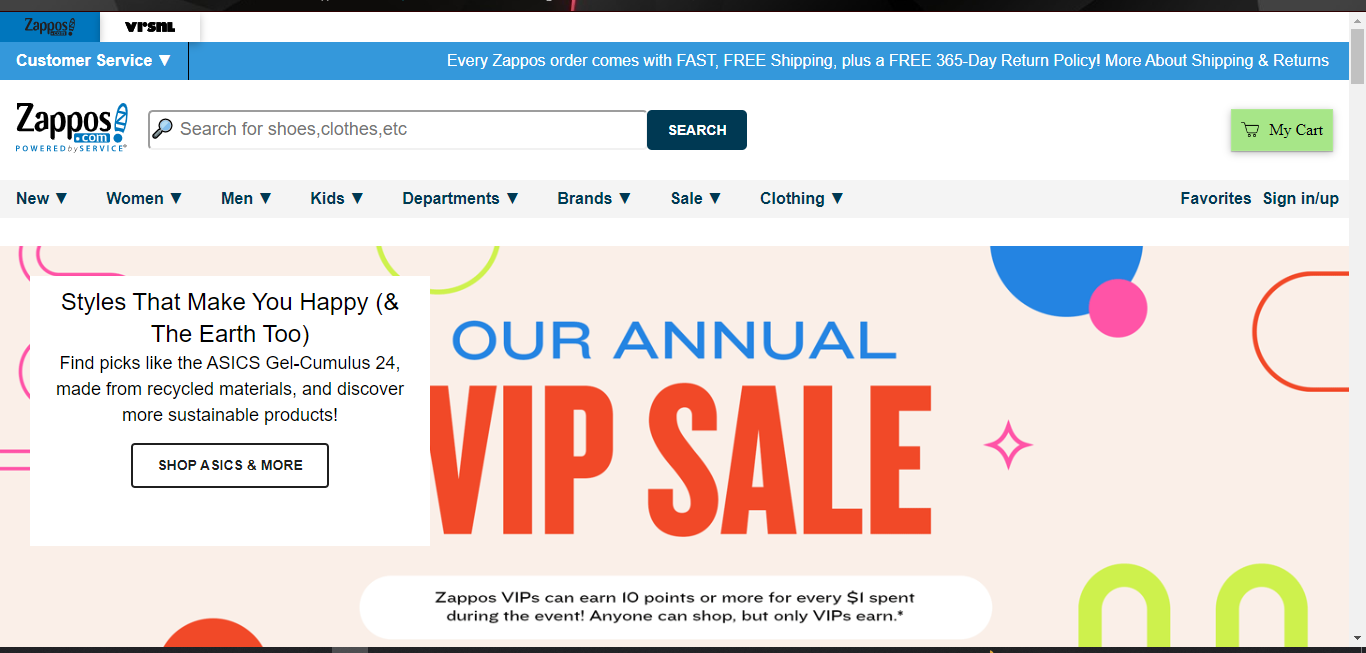 Zappos
vrsnl
Customer Service ▼
Every Zappos order comes with FAST, FREE Shipping, plus a FREE 365-Day Return Policy! More About Shipping & Returns
Zappos
.com
POWERED by SERVICE®
Search for shoes,clothes,etc
SEARCH
My Cart
New ▼ Women ▼ Men ▼ Kids ▼ Departments ▼ Brands ▼ Sale ▼ Clothing ▼ Favorites Sign in/up
Styles That Make You Happy (&
The Earth Too)
Find picks like the ASICS Gel-Cumulus 24,
made from recycled materials, and discover
more sustainable products!
SHOP ASICS & MORE
OUR ANNUAL
VIP SALE
Zappos VIPs can earn 10 points or more for every $1 spent
during the event! Anyone can shop, but only VIPs earn.*